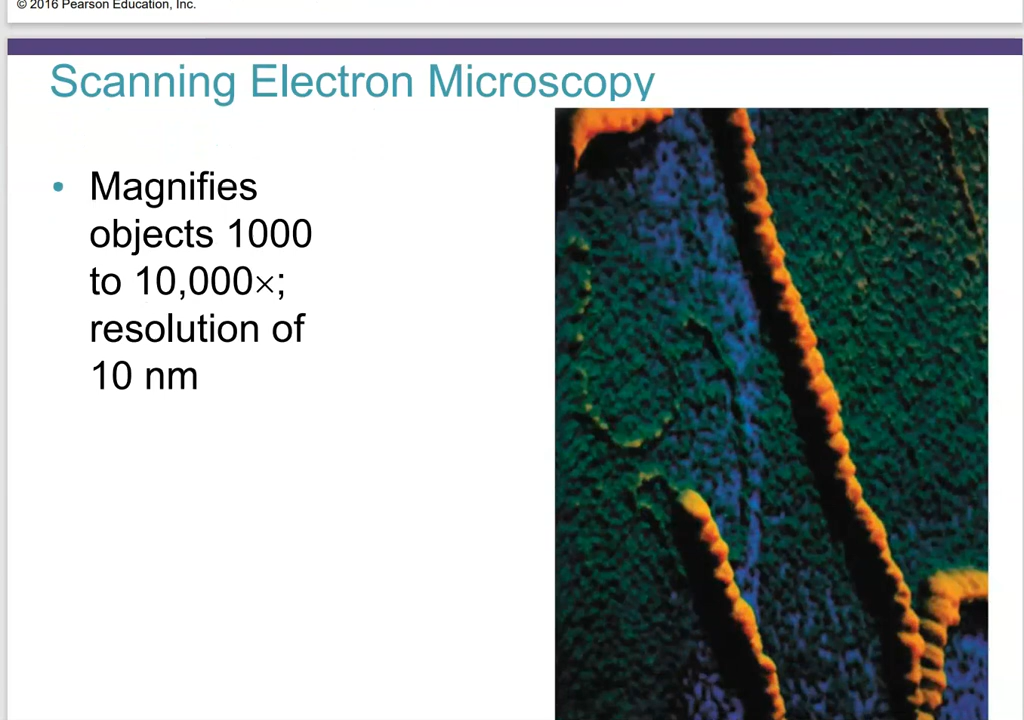 © 2016 Pearson Education, Inc.
Scanning Electron Microscopy
• Magnifies
objects 1000
to 10,000×;
resolution of
10 nm